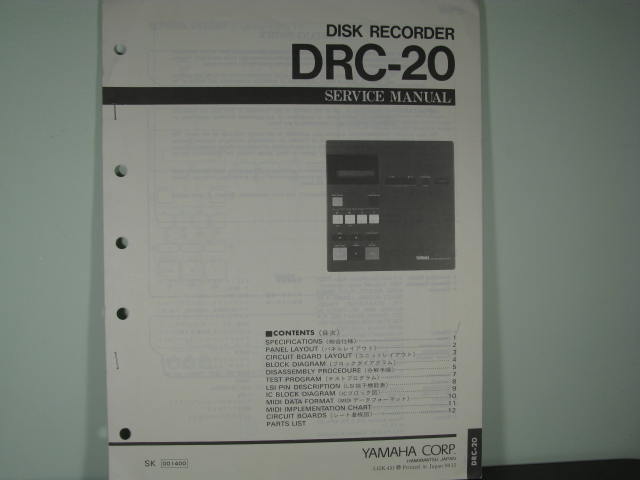 DISK RECORDER
DRC-20
SERVICE MANUAL
YAMAHA
■CONTENTS（目次）
SPECIFICATIONS（総合仕様） 1
PANEL LAYOUT（パネルレイアウト） 2
CIRCUIT BOARD LAYOUT（ユニットレイアウト） 3
BLOCK DIAGRAM（ブロックダイアグラム） 4
DISASSEMBLY PROCEDURE（分解手順） 5
TEST PROGRAM（テストプログラム） 7
LSI PIN DESCRIPTION（LSI端子機能表） 8
IC BLOCK DIAGRAM（ICブロック図） 9
MIDI DATA FORMAT（MIDIデータフォーマット） 10
MIDI IMPLEMENTATION CHART 11
CIRCUIT BOARDS（シート基板図） 12
PARTS LIST
YAMAHA CORP.
HAMAMATSU, JAPAN
Printed in Japan
SK 001400
DRC-20